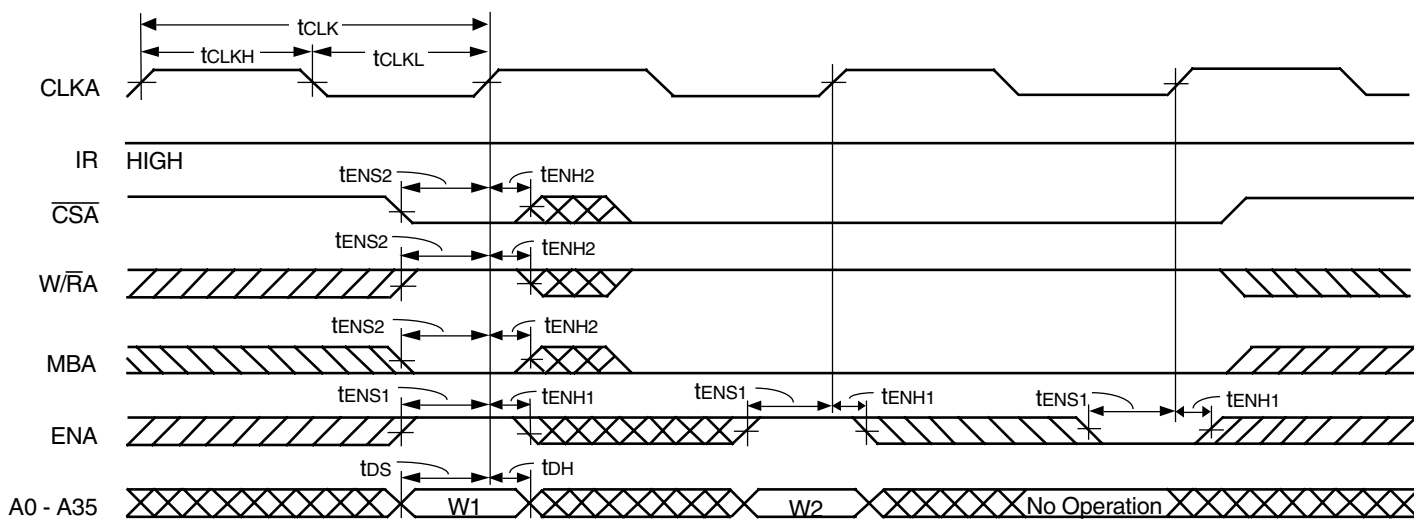 tCLK
tCLKH tCLKL
CLKA
IR HIGH
tENS2 tENH2
CSA
tENS2 tENH2
W/RA
tENS2 tENH2
MBA
tENS1 tENH1 tENS1 tENH1 tENS1 tENH1
ENA
tDS tDH
A0 - A35 W1 W2 No Operation